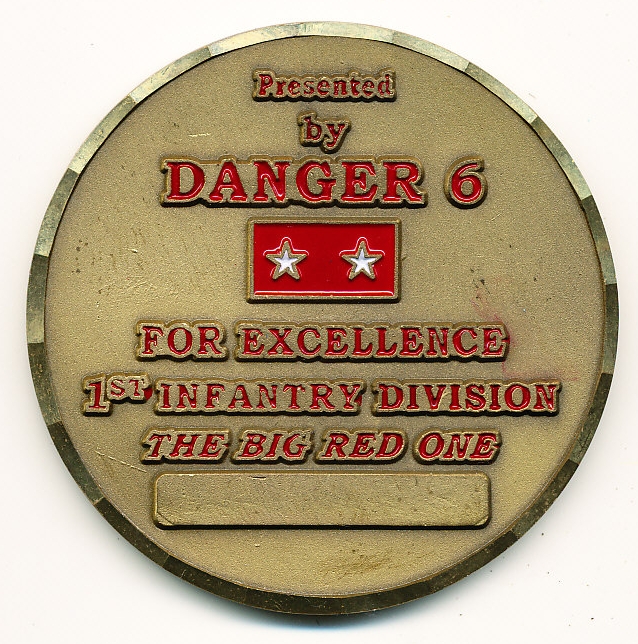 Presented
by
DANGER 6
FOR EXCELLENCE
1ST INFANTRY DIVISION
THE BIG RED ONE